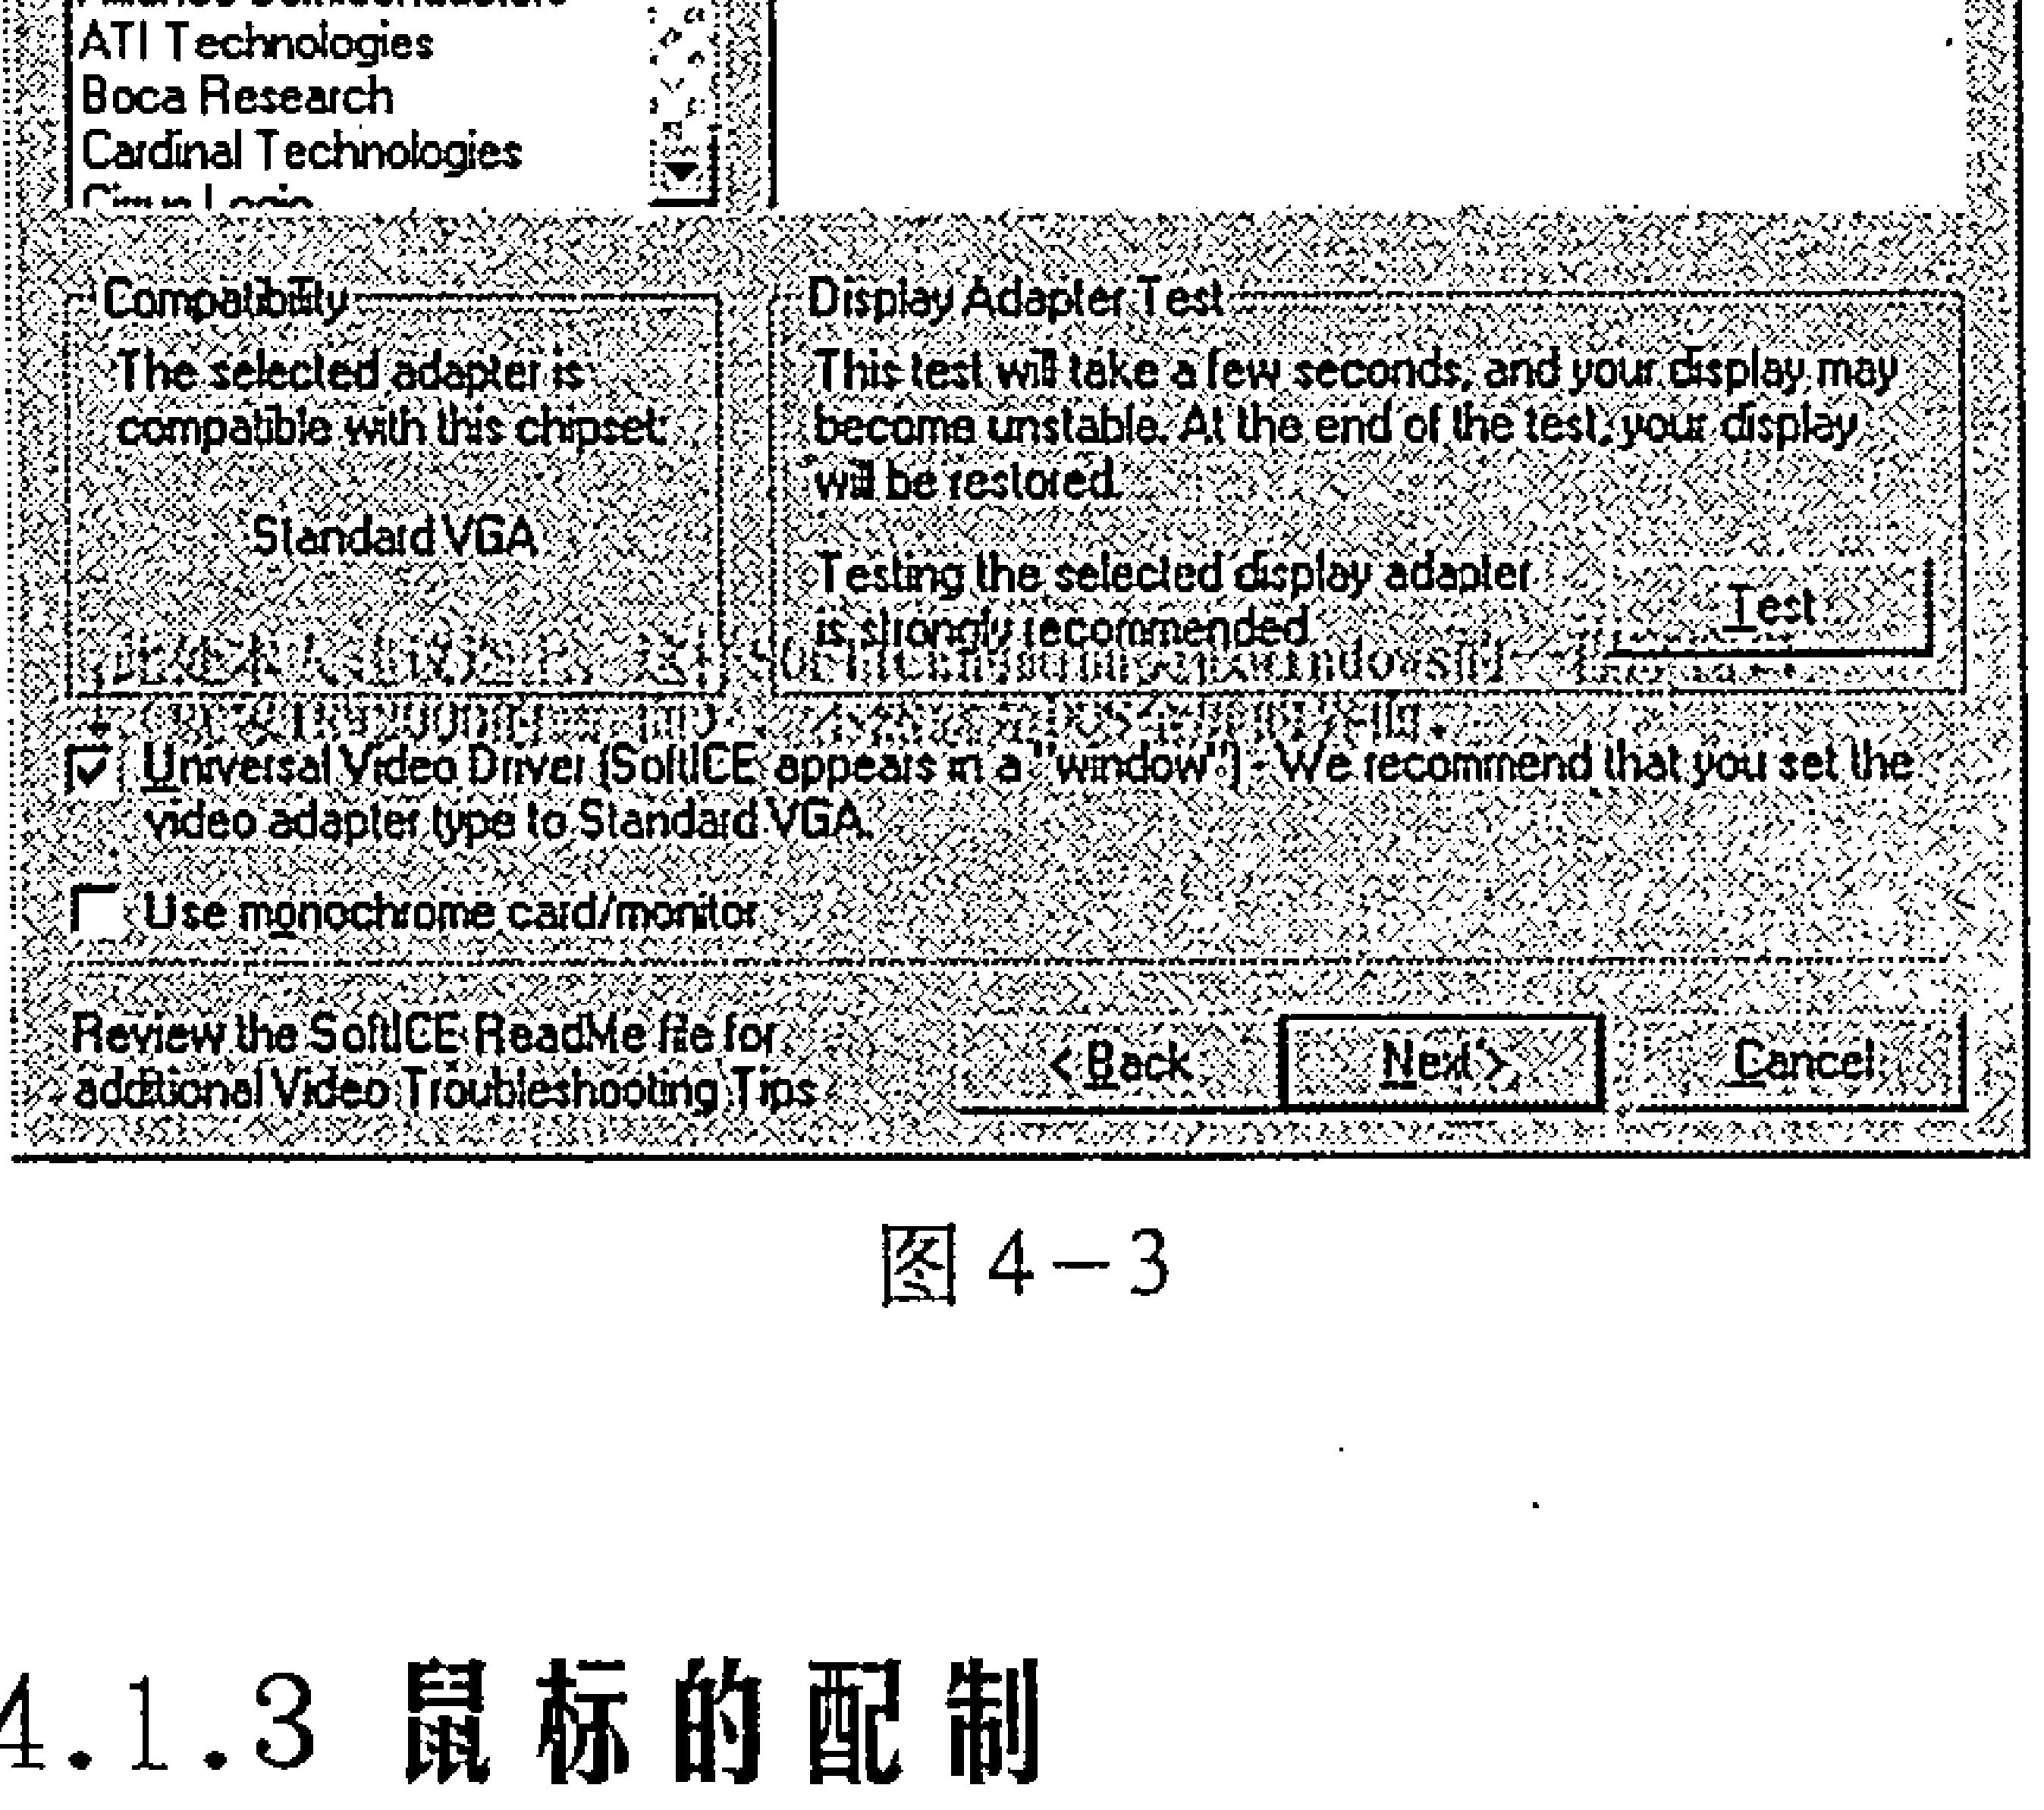 ATI Technologies
Boca Research
Cardinal Technologies
Compatibility
The selected adapter is
compatible with this chipset:
Standard VGA
Display Adapter Test
This test will take a few seconds, and your display may
become unstable. At the end of the test, your display
will be restored.
Testing the selected display adapter
is strongly recommended.
Test
Universal Video Driver (SoftICE appears in a "window") - We recommend that you set the
video adapter type to Standard VGA.
Use monochrome card/monitor
Review the SoftICE ReadMe file for
additional Video Troubleshooting Tips
< Back
Next >
Cancel
图 4-3
4.1.3 鼠标的配制